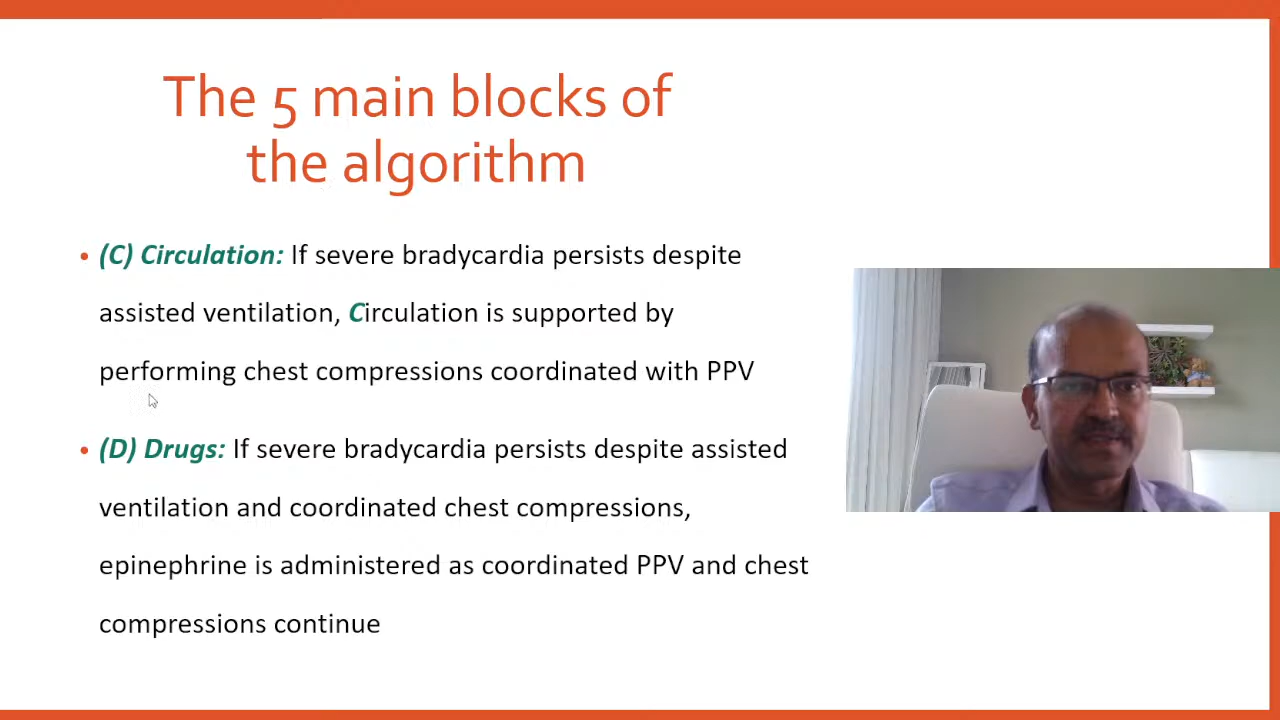 The 5 main blocks of
the algorithm
• (C) Circulation: If severe bradycardia persists despite
assisted ventilation, Circulation is supported by
performing chest compressions coordinated with PPV
• (D) Drugs: If severe bradycardia persists despite assisted
ventilation and coordinated chest compressions,
epinephrine is administered as coordinated PPV and chest
compressions continue